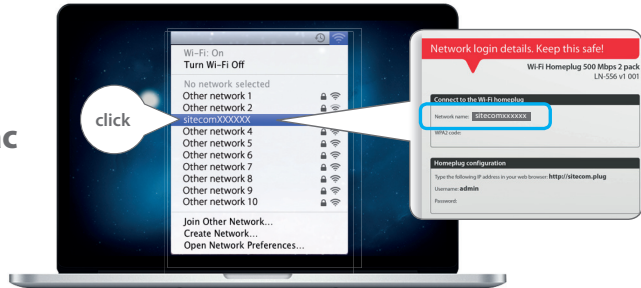 Wi-Fi: On
Turn Wi-Fi Off
No network selected
Other network 1
Other network 2
sitecomXXXXXX
Other network 4
Other network 5
Other network 6
Other network 7
Other network 8
Other network 9
Other network 10
Join Other Network...
Create Network...
Open Network Preferences...
click
Network login details. Keep this safe!
Wi-Fi Homeplug 500 Mbps 2 pack
LN-556 v1 001
Connect to the Wi-Fi homeplug
Network name: sitecomxxxxxx
WPA2 code:
Homeplug configuration
Type the following IP address in your web browser: http://sitecom.plug
Username: admin
Password: